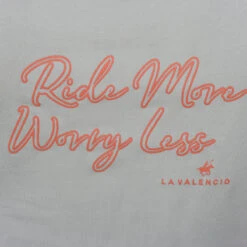 Ride More
Worry Less
LA VALENCIO